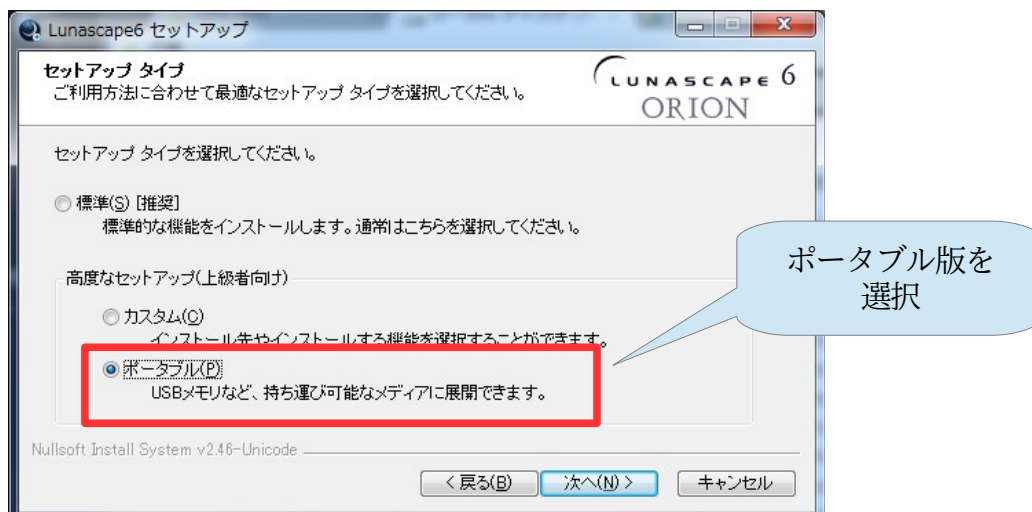 Lunascape6 セットアップ
セットアップ タイプ
ご利用方法に合わせて最適なセットアップ タイプを選択してください。
LUNASCAPE 6
ORION
セットアップ タイプを選択してください。
標準(S) [推奨]
標準的な機能をインストールします。通常はこちらを選択してください。
高度なセットアップ(上級者向け)
カスタム(C)
インストール先やインストールする機能を選択することができます。
ポータブル(P)
USBメモリなど、持ち運び可能なメディアに展開できます。
ポータブル版を
選択
Nullsoft Install System v2.46-Unicode
< 戻る(B)
次へ(N) >
キャンセル